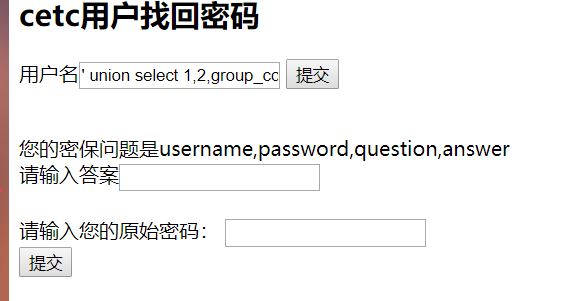 cetc用户找回密码
用户名' union select 1,2,group_cc 提交
您的密保问题是username,password,question,answer
请输入答案
请输入您的原始密码：
提交